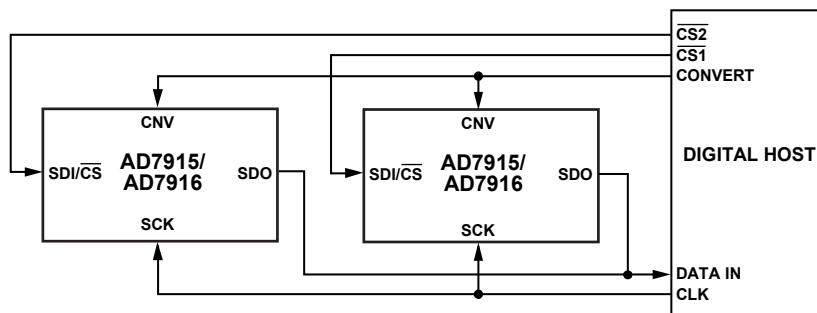 CS2
CS1
CONVERT
CNV
CNV
AD7915/
AD7916
SDI/CS
SDO
SCK
AD7915/
AD7916
SDI/CS
SDO
SCK
DIGITAL HOST
DATA IN
CLK